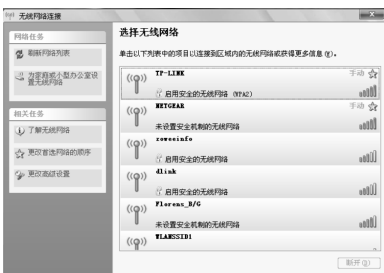 无线网络连接
网络任务
刷新网络列表
为家庭或小型办公室设
置无线网络
相关任务
了解无线网络
更改首选网络的顺序
更改高级设置
选择无线网络
单击以下列表中的项目以连接到区域内的无线网络或获得更多信息(W)。
TP-LINK 手动
启用安全的无线网络 (WPA2)
NETGEAR 手动
未设置安全机制的无线网络
zoweeinfo
启用安全的无线网络
dlink
启用安全的无线网络
Florens_B/G
未设置安全机制的无线网络
WLANSSID1
断开(D)